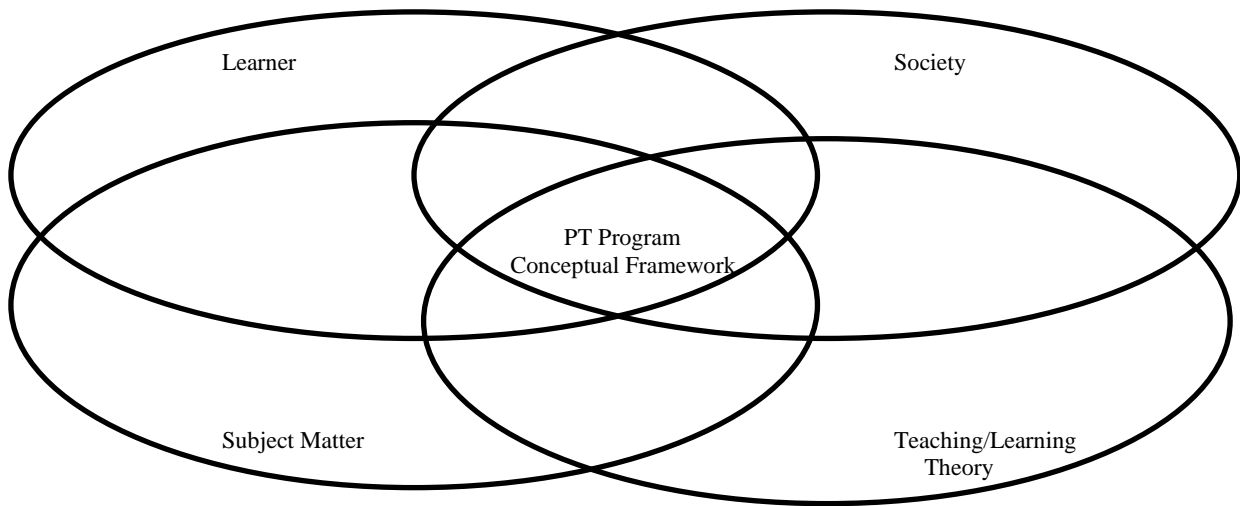 Learner
Society
PT Program
Conceptual Framework
Subject Matter
Teaching/Learning
Theory